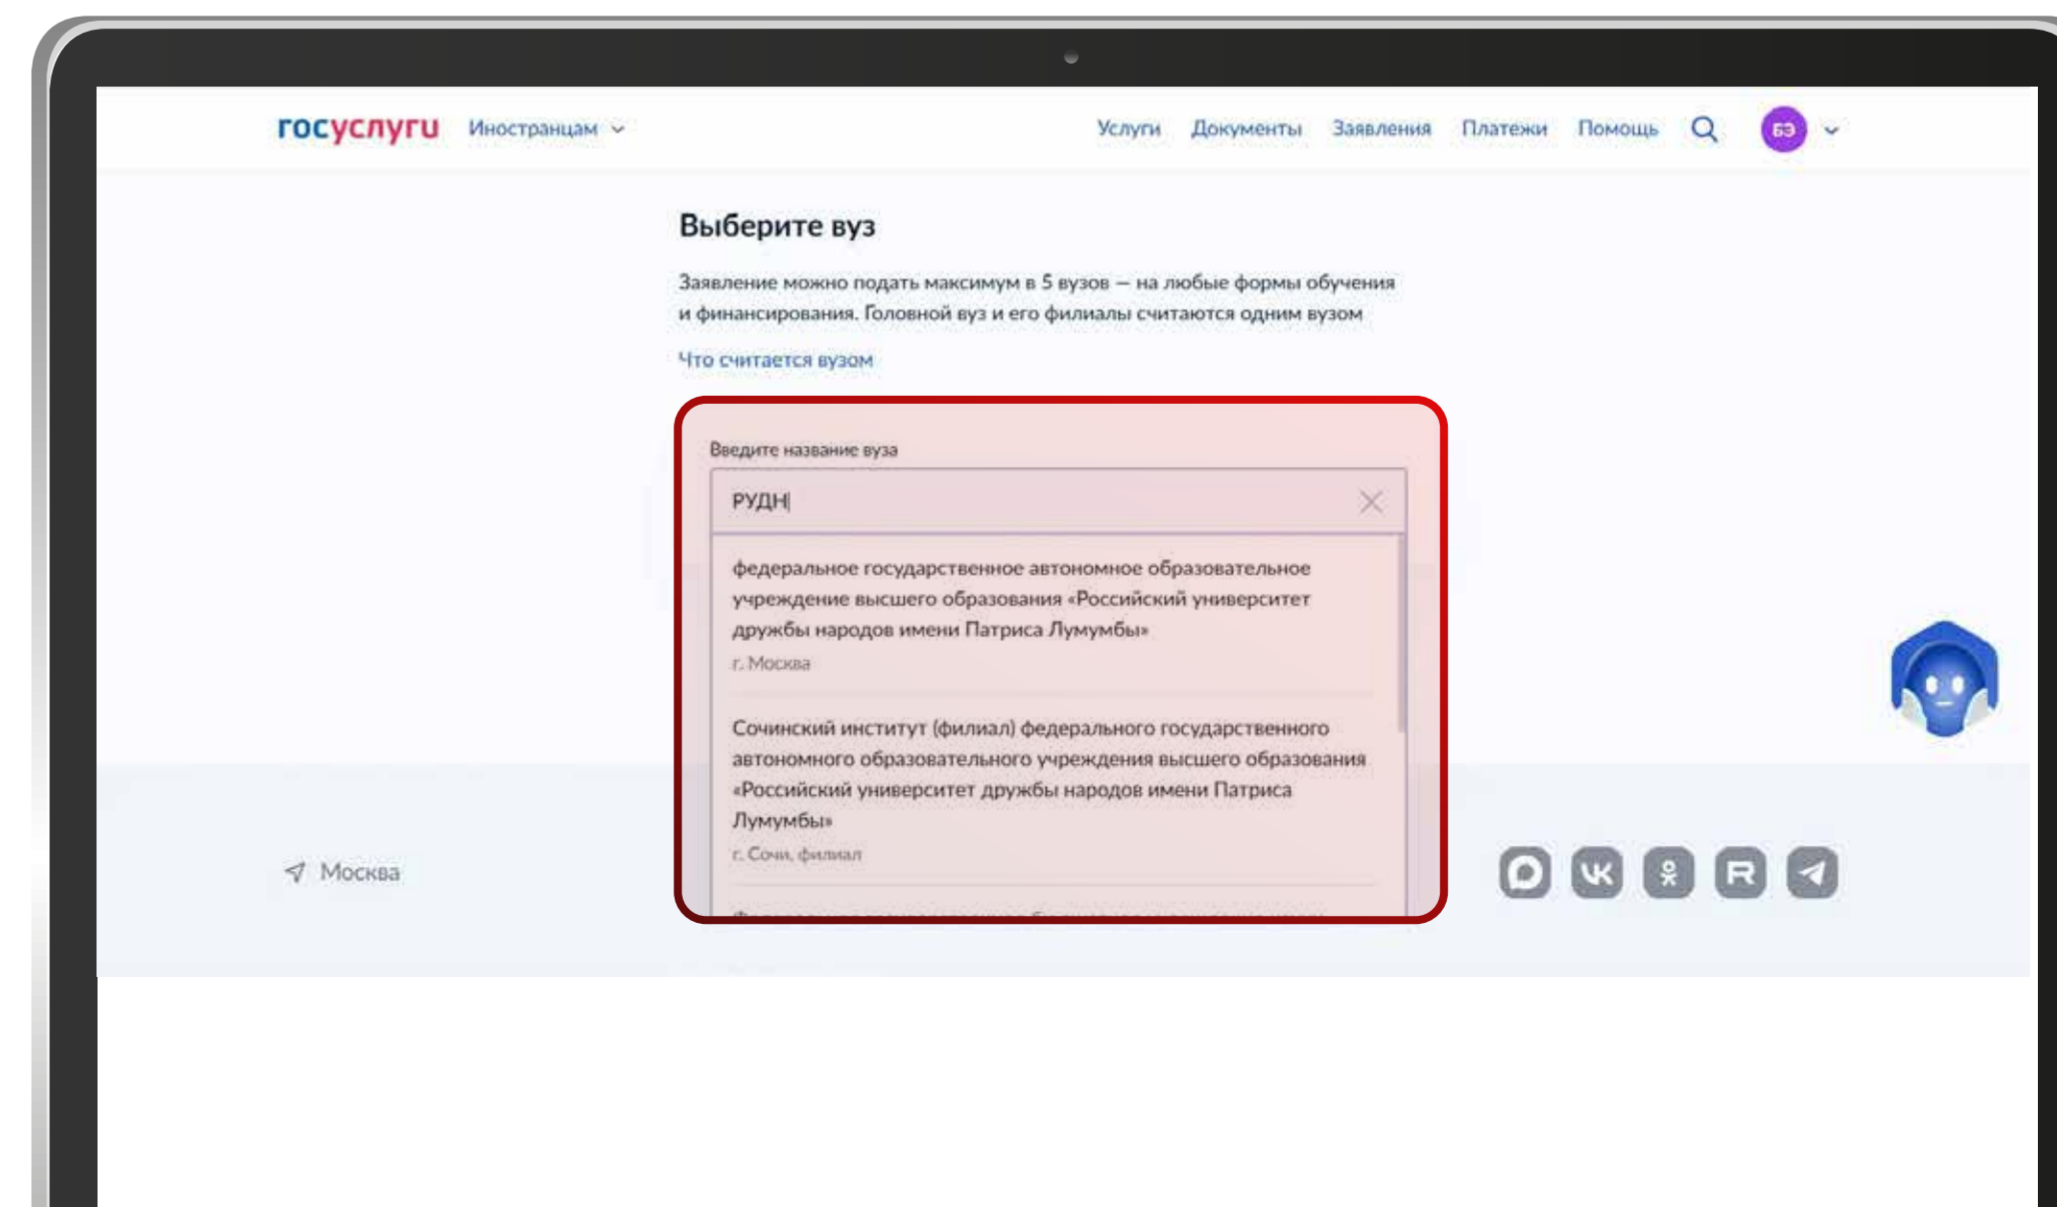 госуслуги Иностранцам Услуги Документы Заявления Платежи Помощь БЭ
Выберите вуз
Заявление можно подать максимум в 5 вузов — на любые формы обучения
и финансирования. Головной вуз и его филиалы считаются одним вузом
Что считается вузом
Введите название вуза
РУДН
федеральное государственное автономное образовательное
учреждение высшего образования «Российский университет
дружбы народов имени Патриса Лумумбы»
г. Москва
Сочинский институт (филиал) федерального государственного
автономного образовательного учреждения высшего образования
«Российский университет дружбы народов имени Патриса
Лумумбы»
г. Сочи, филиал
Москва